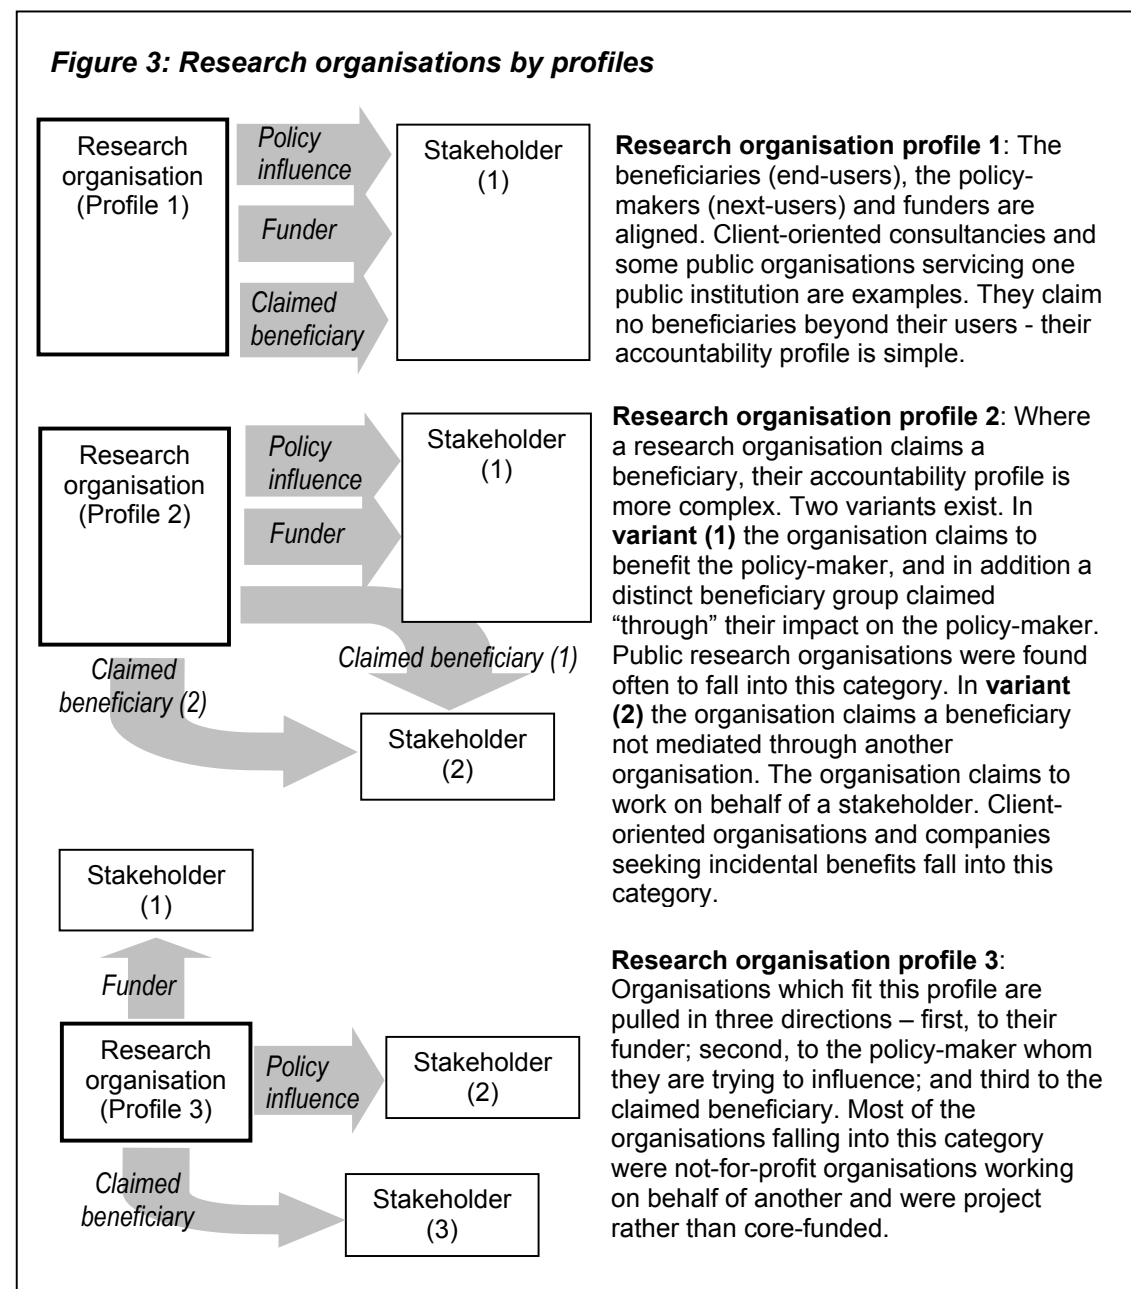 Figure 3: Research organisations by profiles
Research
organisation
(Profile 1)
Policy
influence
Funder
Claimed
beneficiary
Stakeholder
(1)
Research organisation profile 1: The
beneficiaries (end-users), the policy-
makers (next-users) and funders are
aligned. Client-oriented consultancies and
some public organisations servicing one
public institution are examples. They claim
no beneficiaries beyond their users - their
accountability profile is simple.
Research
organisation
(Profile 2)
Policy
influence
Funder
Stakeholder
(1)
Claimed beneficiary (1)
Claimed
beneficiary (2)
Stakeholder
(2)
Research organisation profile 2: Where
a research organisation claims a
beneficiary, their accountability profile is
more complex. Two variants exist. In
variant (1) the organisation claims to
benefit the policy-maker, and in addition a
distinct beneficiary group claimed
“through” their impact on the policy-maker.
Public research organisations were found
often to fall into this category. In variant
(2) the organisation claims a beneficiary
not mediated through another
organisation. The organisation claims to
work on behalf of a stakeholder. Client-
oriented organisations and companies
seeking incidental benefits fall into this
category.
Stakeholder
(1)
Funder
Research
organisation
(Profile 3)
Policy
influence
Stakeholder
(2)
Claimed
beneficiary
Stakeholder
(3)
Research organisation profile 3:
Organisations which fit this profile are
pulled in three directions – first, to their
funder; second, to the policy-maker whom
they are trying to influence; and third to the
claimed beneficiary. Most of the
organisations falling into this category
were not-for-profit organisations working
on behalf of another and were project
rather than core-funded.